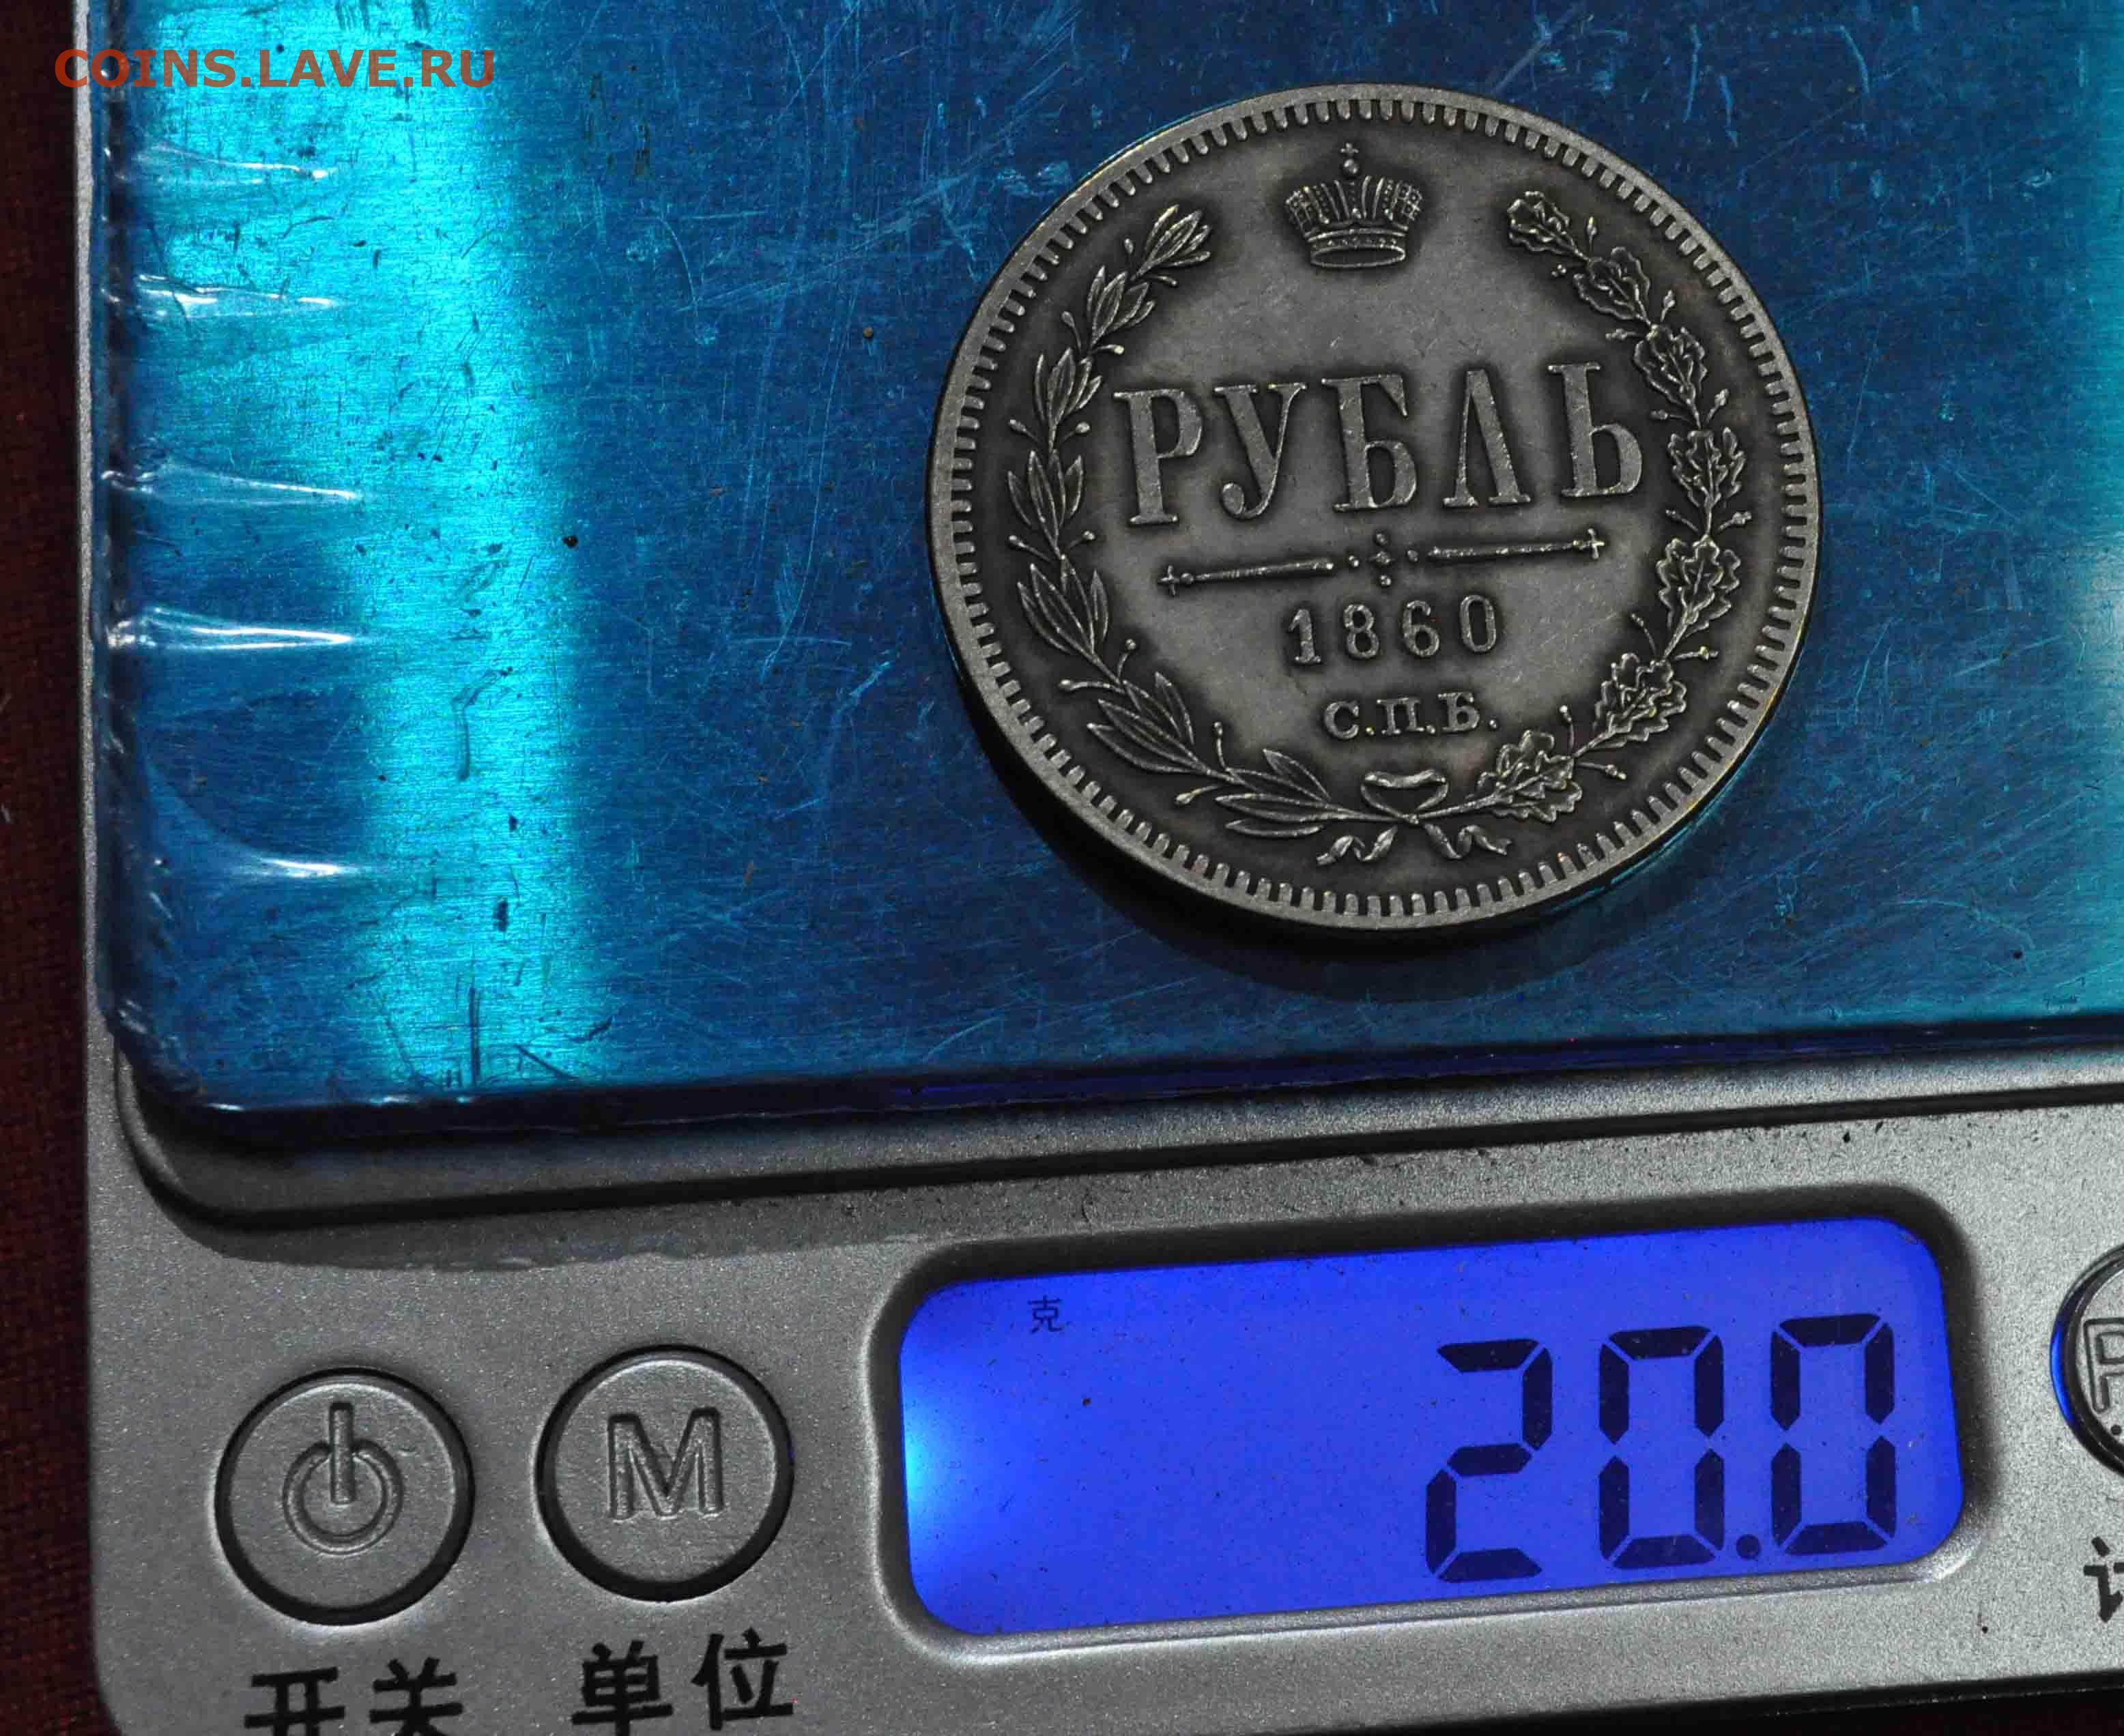 COINS.LAVE.RU
РУБЛЬ
1860
С.П.Б.
克
20.0
M
开关
单位